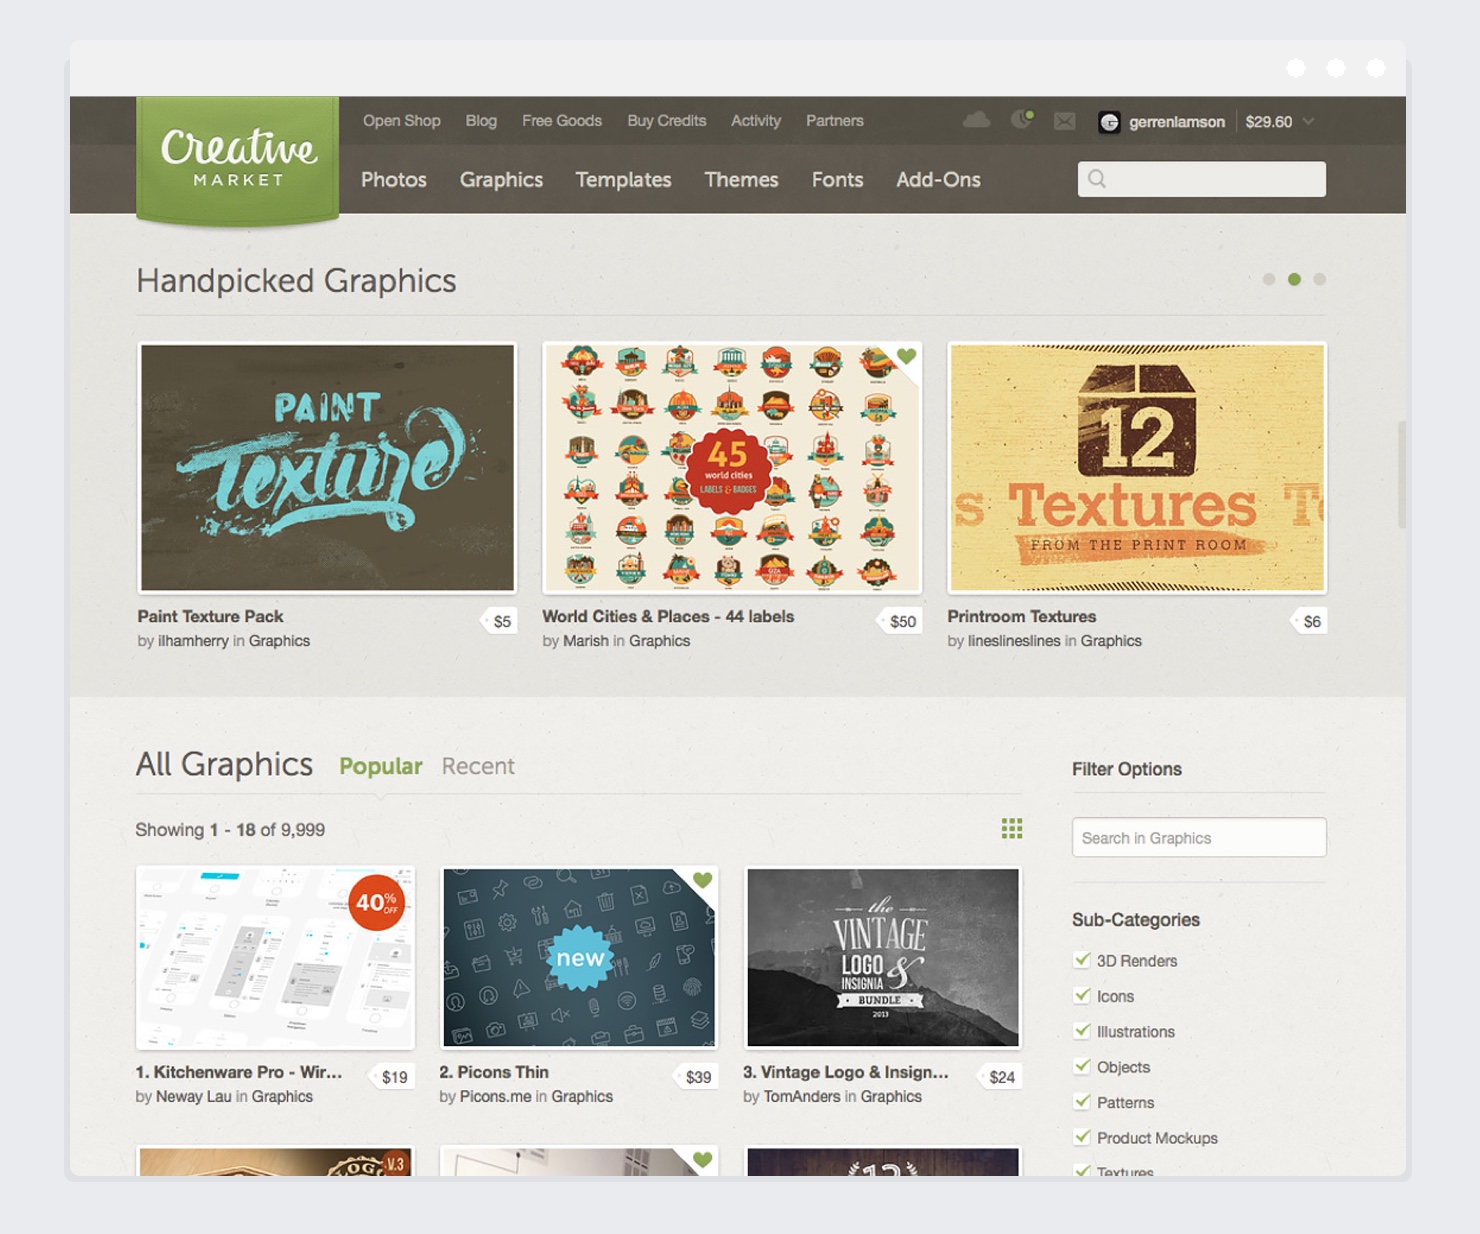 Creative
MARKET
Open Shop Blog Free Goods Buy Credits Activity Partners
gerrenlamson $29.60
Photos Graphics Templates Themes Fonts Add-Ons
Handpicked Graphics
PAINT
Texture
45
world cities
LABELS & BADGES
12
s Textures Te
FROM THE PRINT ROOM
Paint Texture Pack
$5
by ilhamherry in Graphics
World Cities & Places - 44 labels
$50
by Marish in Graphics
Printroom Textures
$6
by lineslineslines in Graphics
All Graphics Popular Recent
Showing 1 - 18 of 9,999
40%
OFF
new
the
VINTAGE
LOGO &
INSIGNIA
BUNDLE
2013
1. Kitchenware Pro - Wir...
$19
by Neway Lau in Graphics
2. Picons Thin
$39
by Picons.me in Graphics
3. Vintage Logo & Insign...
$24
by TomAnders in Graphics
LOGO
V.3
12
Filter Options
Search in Graphics
Sub-Categories
3D Renders
Icons
Illustrations
Objects
Patterns
Product Mockups
Textures